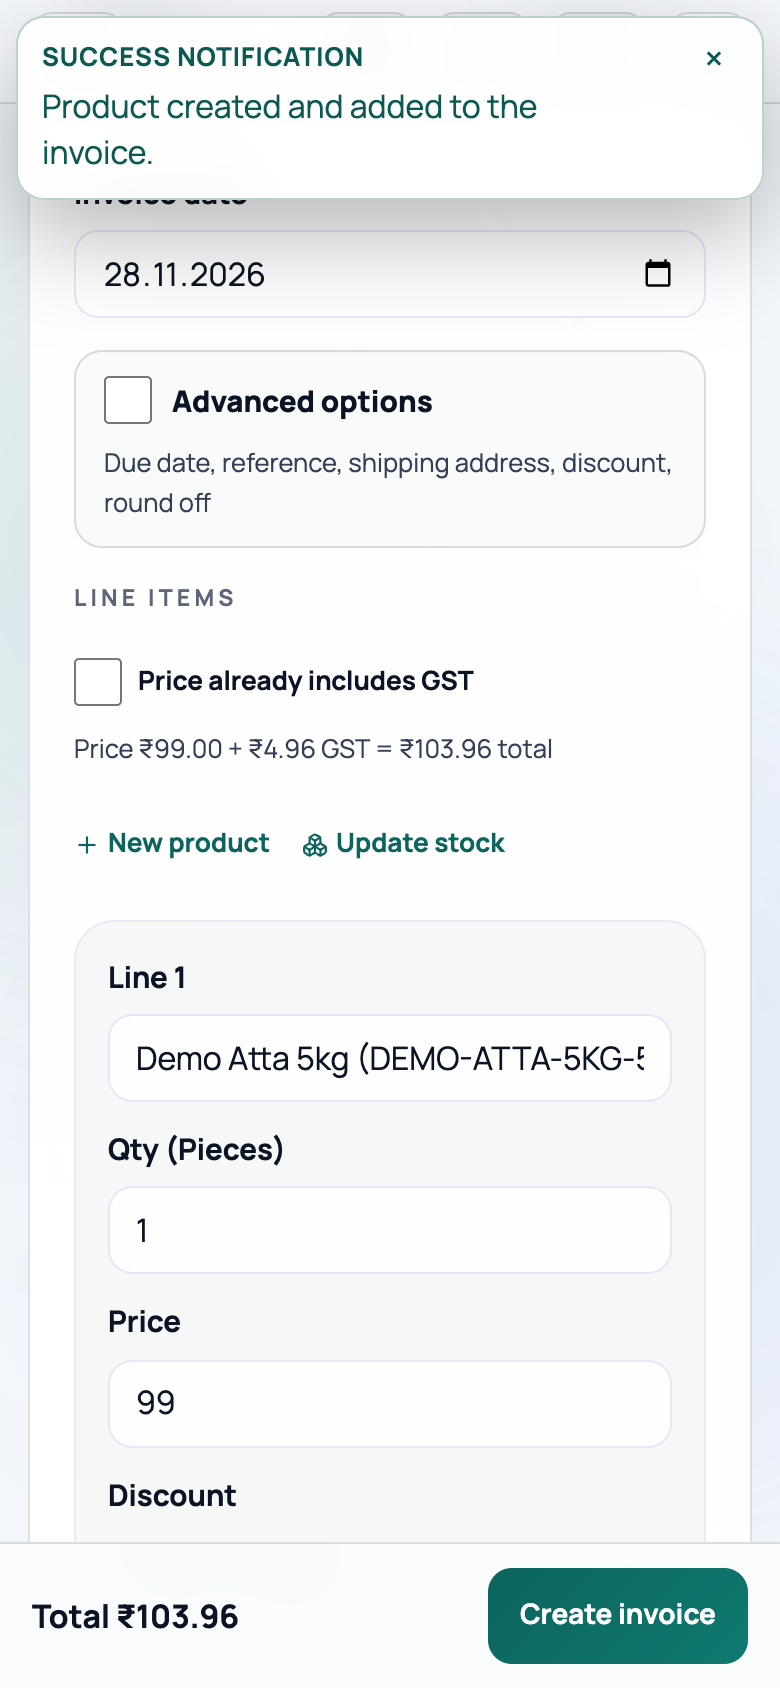 SUCCESS NOTIFICATION
Product created and added to the
invoice.
Invoice date
28.11.2026
Advanced options
Due date, reference, shipping address, discount,
round off
LINE ITEMS
Price already includes GST
Price ₹99.00 + ₹4.96 GST = ₹103.96 total
New product
Update stock
Line 1
Demo Atta 5kg (DEMO-ATTA-5KG-5
Qty (Pieces)
1
Price
99
Discount
Total ₹103.96
Create invoice